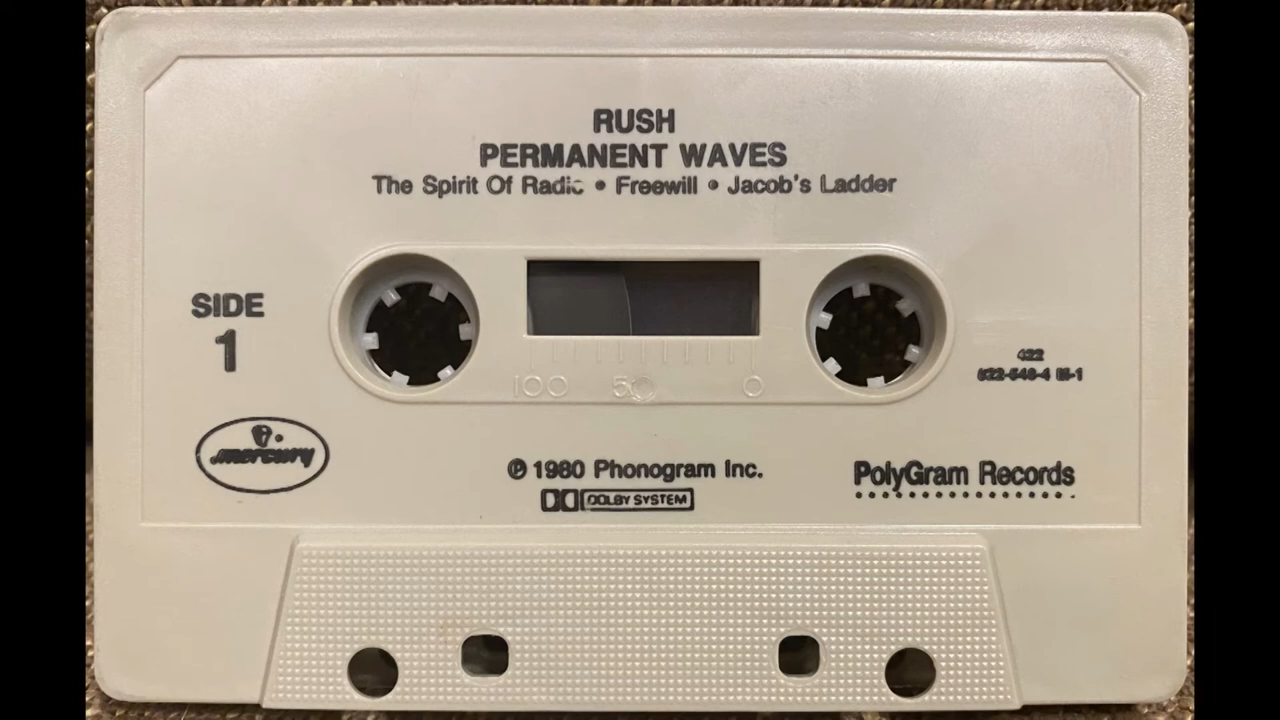 RUSH
PERMANENT WAVES
The Spirit Of Radio • Freewill • Jacob's Ladder
SIDE
1
100 50 0
422
822-548-4 M-1
mercury
℗ 1980 Phonogram Inc.
DOLBY SYSTEM
PolyGram Records